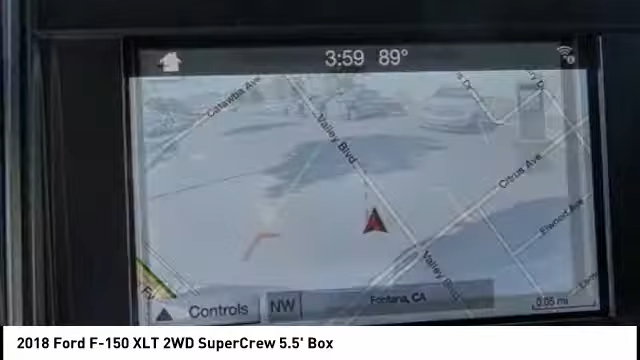 3:59 89°
Catawba Ave
Valley Blvd
Citrus Ave
Elwood Ave
Valley Blvd
Controls
NW
Fontana, CA
0.05 mi
2018 Ford F-150 XLT 2WD SuperCrew 5.5' Box